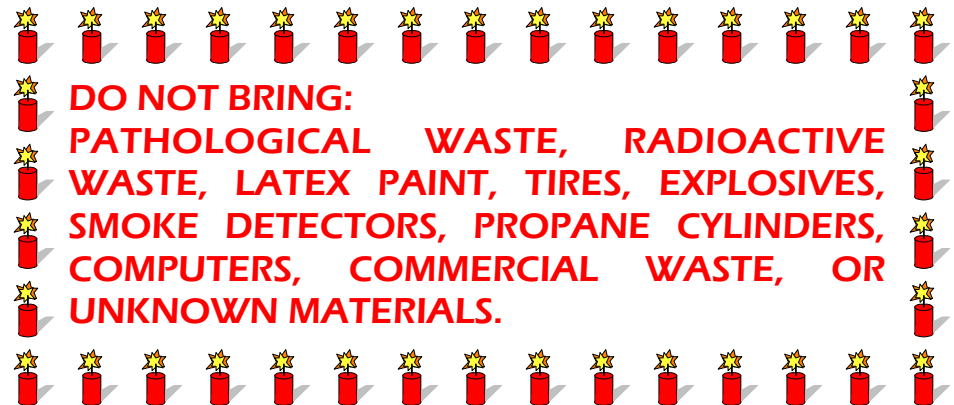 DO NOT BRING:
PATHOLOGICAL WASTE, RADIOACTIVE
WASTE, LATEX PAINT, TIRES, EXPLOSIVES,
SMOKE DETECTORS, PROPANE CYLINDERS,
COMPUTERS, COMMERCIAL WASTE, OR
UNKNOWN MATERIALS.